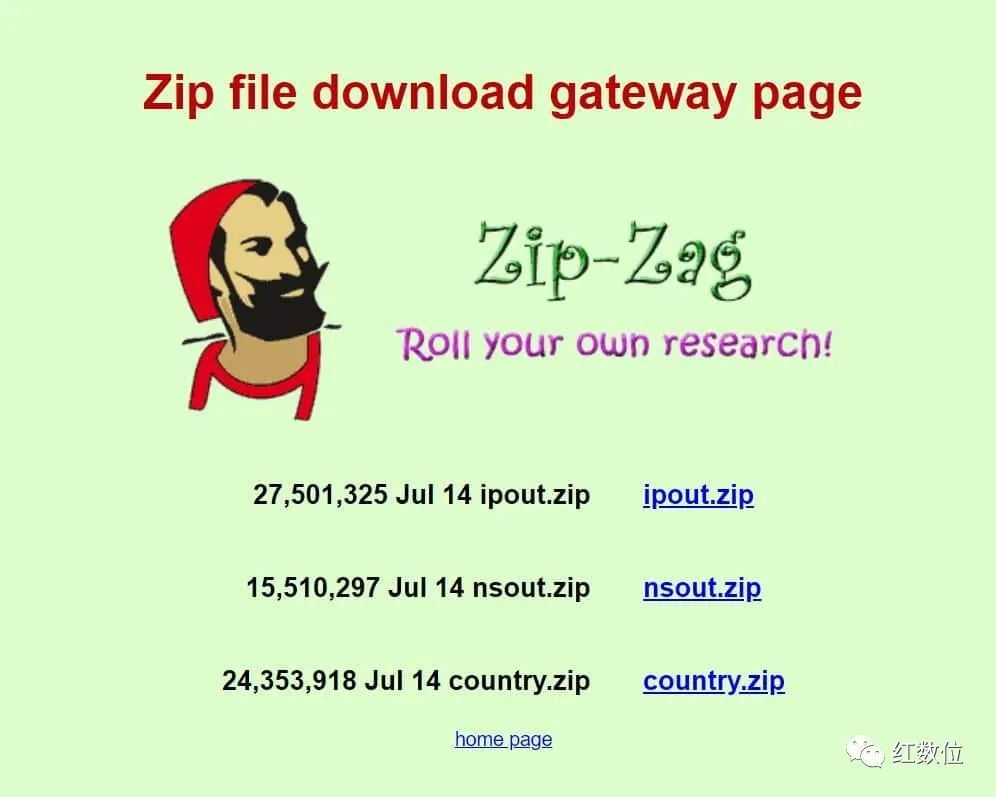 Zip file download gateway page
Zip-Zag
Roll your own research!
27,501,325 Jul 14 ipout.zip ipout.zip
15,510,297 Jul 14 nsout.zip nsout.zip
24,353,918 Jul 14 country.zip country.zip
home page
红数位